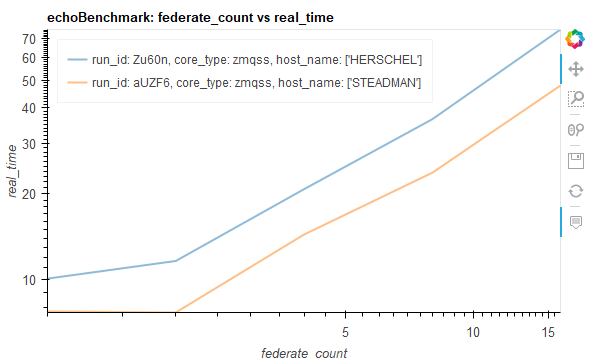 echoBenchmark: federate_count vs real_time
run_id: Zu60n, core_type: zmqss, host_name: ['HERSCHEL']
run_id: aUZF6, core_type: zmqss, host_name: ['STEADMAN']
70
60
50
40
30
20
10
real_time
5
10
15
federate_count